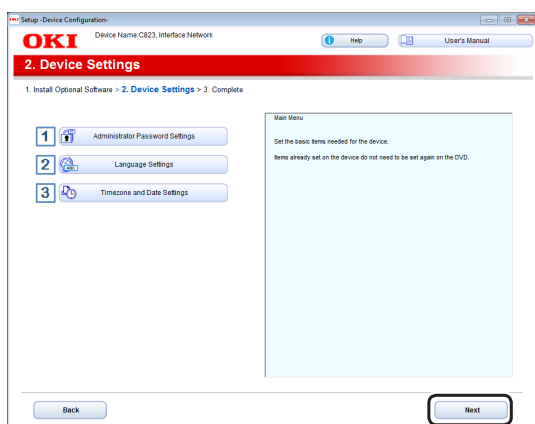 OKI Setup -Device Configuration-
OKI
Device Name:C823, Interface:Network
Help
User's Manual
2. Device Settings
1. Install Optional Software > 2. Device Settings > 3. Complete
1 Administrator Password Settings
2 ABC Language Settings
3 Timezone and Date Settings
Main Menu
Set the basic items needed for the device.
Items already set on the device do not need to be set again on the DVD.
Back
Next